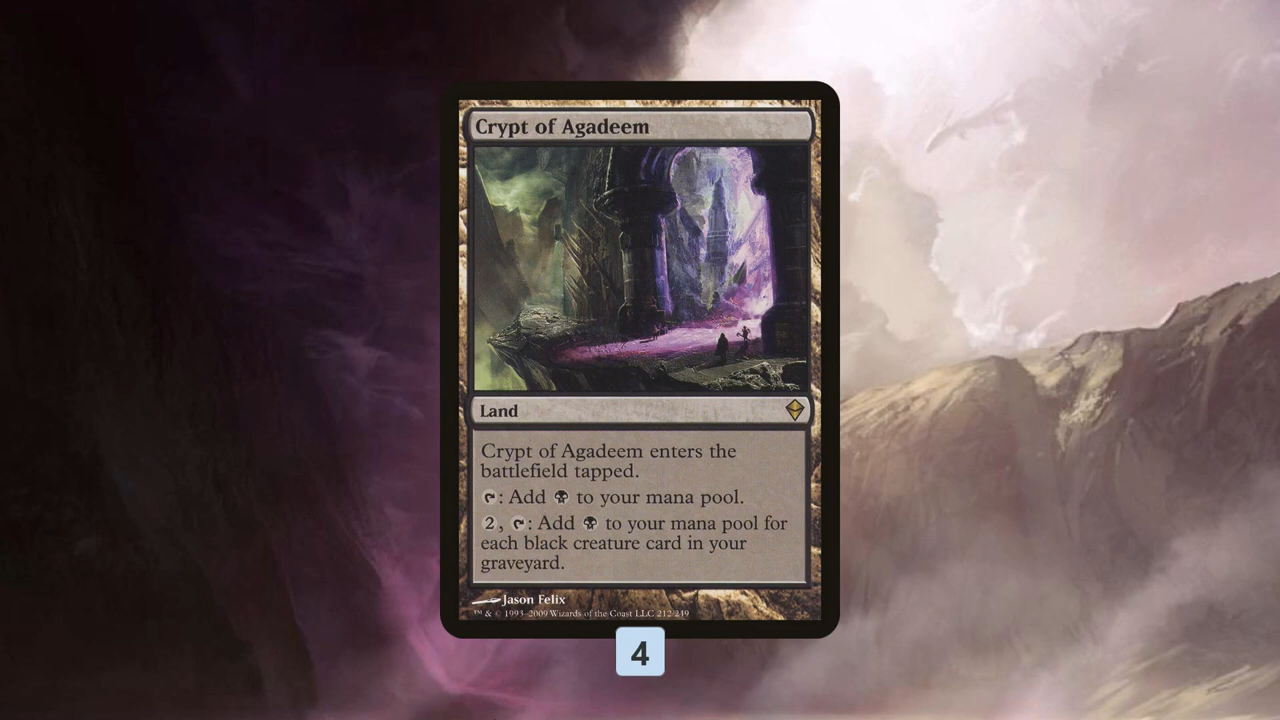 Crypt of Agadeem
Land
Crypt of Agadeem enters the
battlefield tapped.
: Add to your mana pool.
2, : Add to your mana pool for
each black creature card in your
graveyard.
Jason Felix
™ & © 1993-2009 Wizards of the Coast LLC 212/249
4